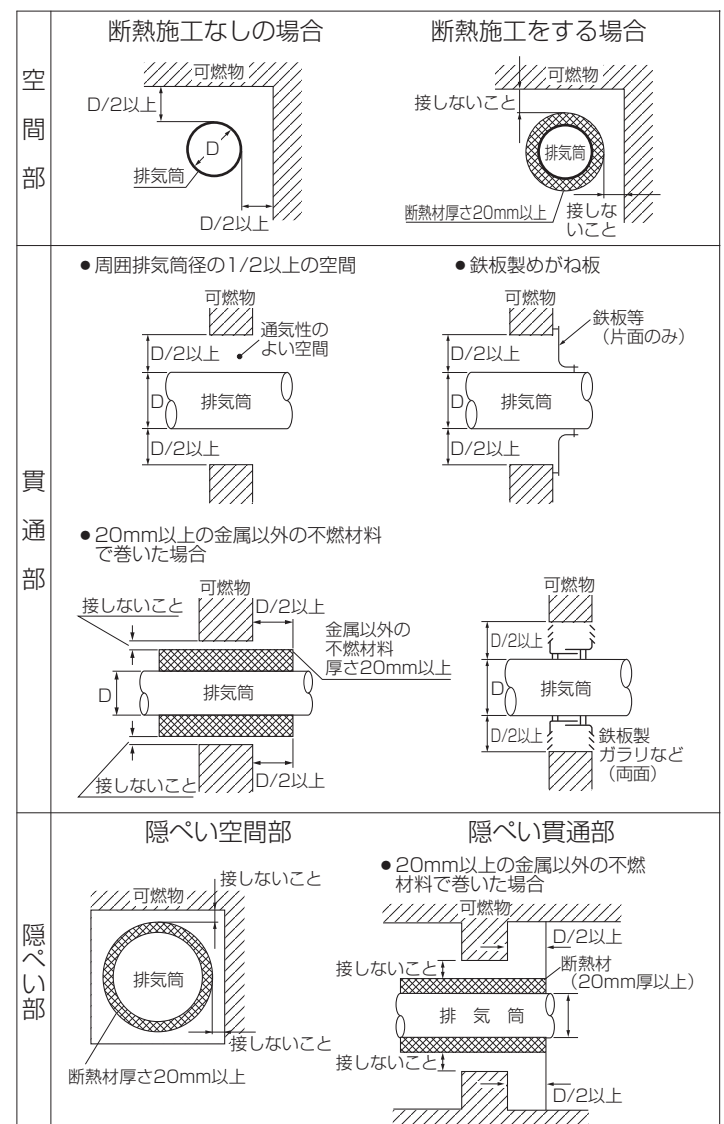 空間部
断熱施工なしの場合
可燃物
D/2以上
D
排気筒
D/2以上
断熱施工をする場合
可燃物
接しないこと
排気筒
断熱材厚さ20mm以上
接しな
いこと
貫通部
●周囲排気筒径の1/2以上の空間
可燃物
通気性の
よい空間
D/2以上
D
排気筒
D/2以上
●鉄板製めがね板
可燃物
鉄板等
（片面のみ）
D/2以上
D
排気筒
D/2以上
●20mm以上の金属以外の不燃材料
で巻いた場合
可燃物
接しないこと
D/2以上
金属以外の
不燃材料
厚さ20mm以上
D
排気筒
接しないこと
D/2以上
可燃物
D/2以上
D
排気筒
D/2以上
鉄板製
ガラリなど
（両面）
隠ぺい部
隠ぺい空間部
可燃物
接しないこと
排気筒
接しないこと
断熱材厚さ20mm以上
隠ぺい貫通部
●20mm以上の金属以外の不燃
材料で巻いた場合
可燃物
D/2以上
接しないこと
断熱材
（20mm厚以上）
排気筒
接しないこと
D/2以上